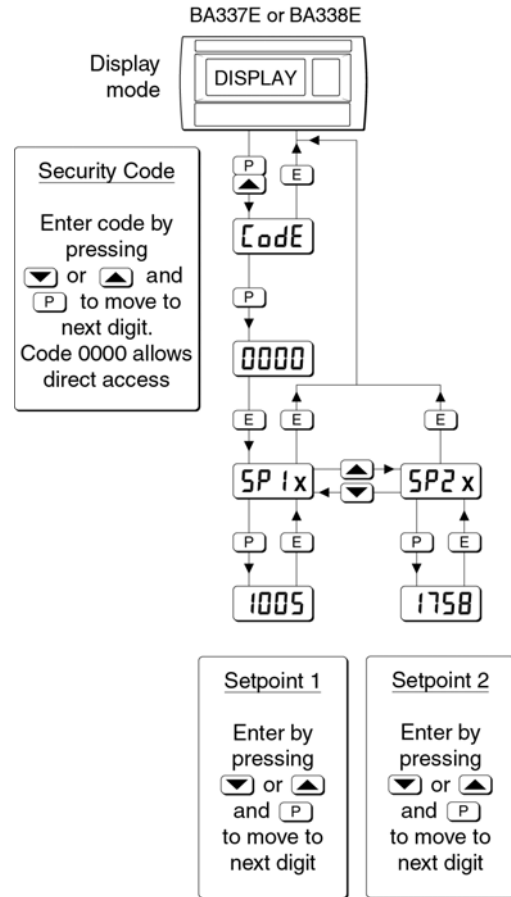 BA337E or BA338E
Display
mode
DISPLAY
P
E
Security Code
Enter code by
pressing
▼ or ▲ and
P to move to
next digit.
Code 0000 allows
direct access
CodE
P
0000
E E E
SP1x ▲ SP2x
▼
P E P E
1005 1758
Setpoint 1
Enter by
pressing
▼ or ▲
and P
to move to
next digit
Setpoint 2
Enter by
pressing
▼ or ▲
and P
to move to
next digit